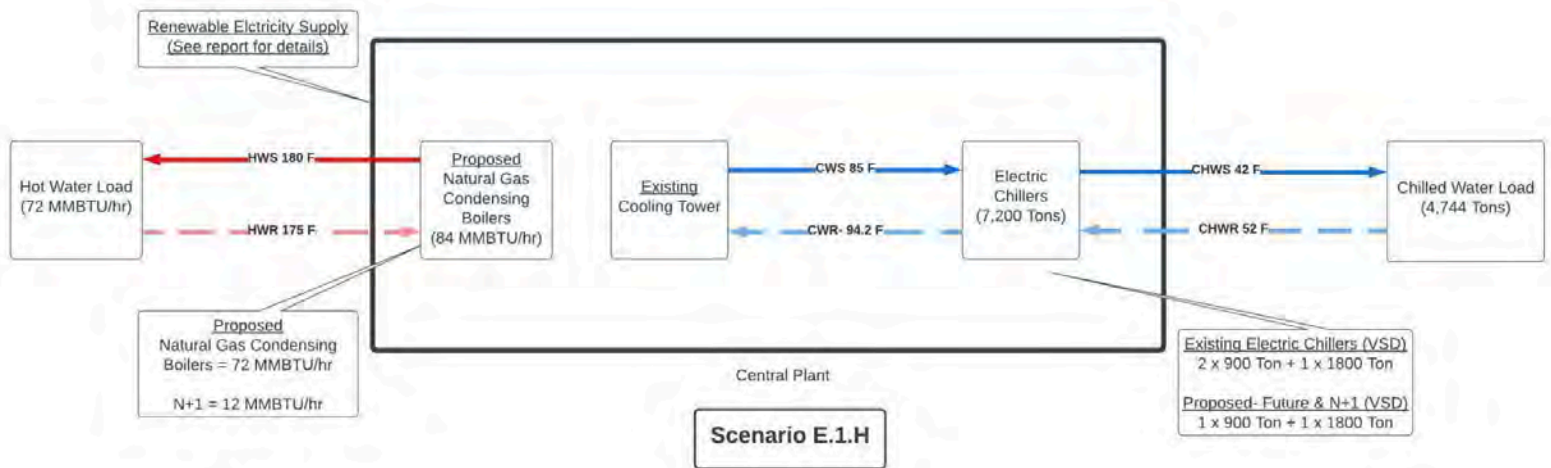 Renewable Elctricity Supply
(See report for details)
Hot Water Load
(72 MMBTU/hr)
HWS 180 F
HWR 175 F
Proposed
Natural Gas
Condensing
Boilers
(84 MMBTU/hr)
Existing
Cooling Tower
CWS 85 F
CWR- 94.2 F
Electric
Chillers
(7,200 Tons)
CHWS 42 F
CHWR 52 F
Chilled Water Load
(4,744 Tons)
Proposed
Natural Gas Condensing
Boilers = 72 MMBTU/hr
N+1 = 12 MMBTU/hr
Existing Electric Chillers (VSD)
2 x 900 Ton + 1 x 1800 Ton
Proposed- Future & N+1 (VSD)
1 x 900 Ton + 1 x 1800 Ton
Central Plant
Scenario E.1.H